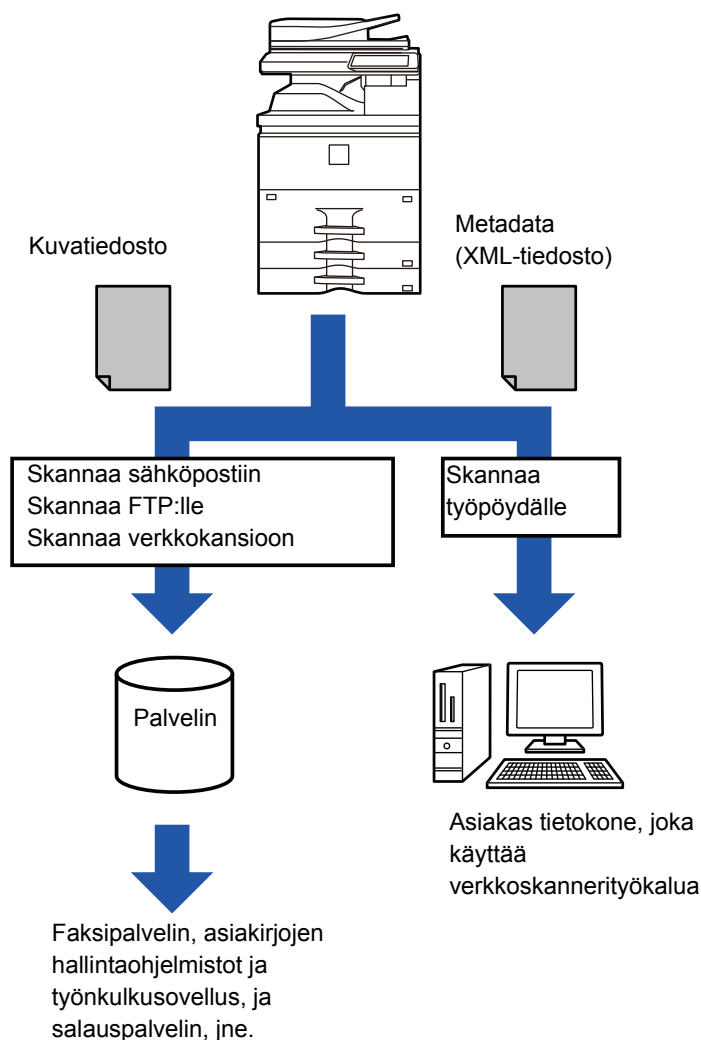 Kuvatiedosto
Metadata
(XML-tiedosto)
Skannaa sähköpostiin
Skannaa FTP:lle
Skannaa verkkokansioon
Skannaa
työpöydälle
Palvelin
Asiakas tietokone, joka
käyttää
verkkoskannerityökalua
Faksipalvelin, asiakirjojen
hallintaohjelmistot ja
työnkulkusovellus, ja
salauspalvelin, jne.